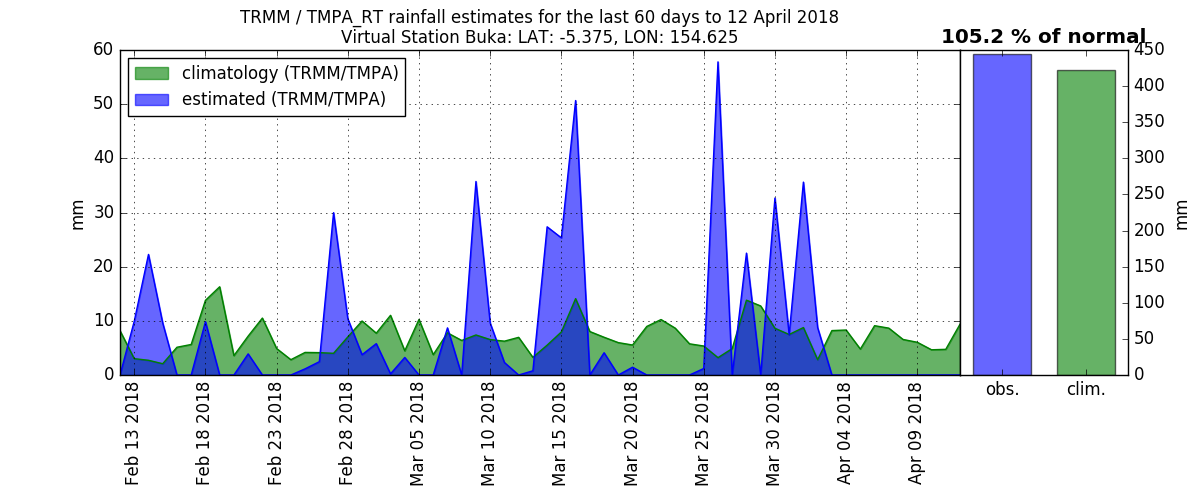 TRMM / TMPA_RT rainfall estimates for the last 60 days to 12 April 2018
Virtual Station Buka: LAT: -5.375, LON: 154.625
105.2 % of normal
climatology (TRMM/TMPA)
estimated (TRMM/TMPA)
60
50
40
30
20
10
0
mm
Feb 13 2018
Feb 18 2018
Feb 23 2018
Feb 28 2018
Mar 05 2018
Mar 10 2018
Mar 15 2018
Mar 20 2018
Mar 25 2018
Mar 30 2018
Apr 04 2018
Apr 09 2018
450
400
350
300
250
200
150
100
50
0
mm
obs.
clim.